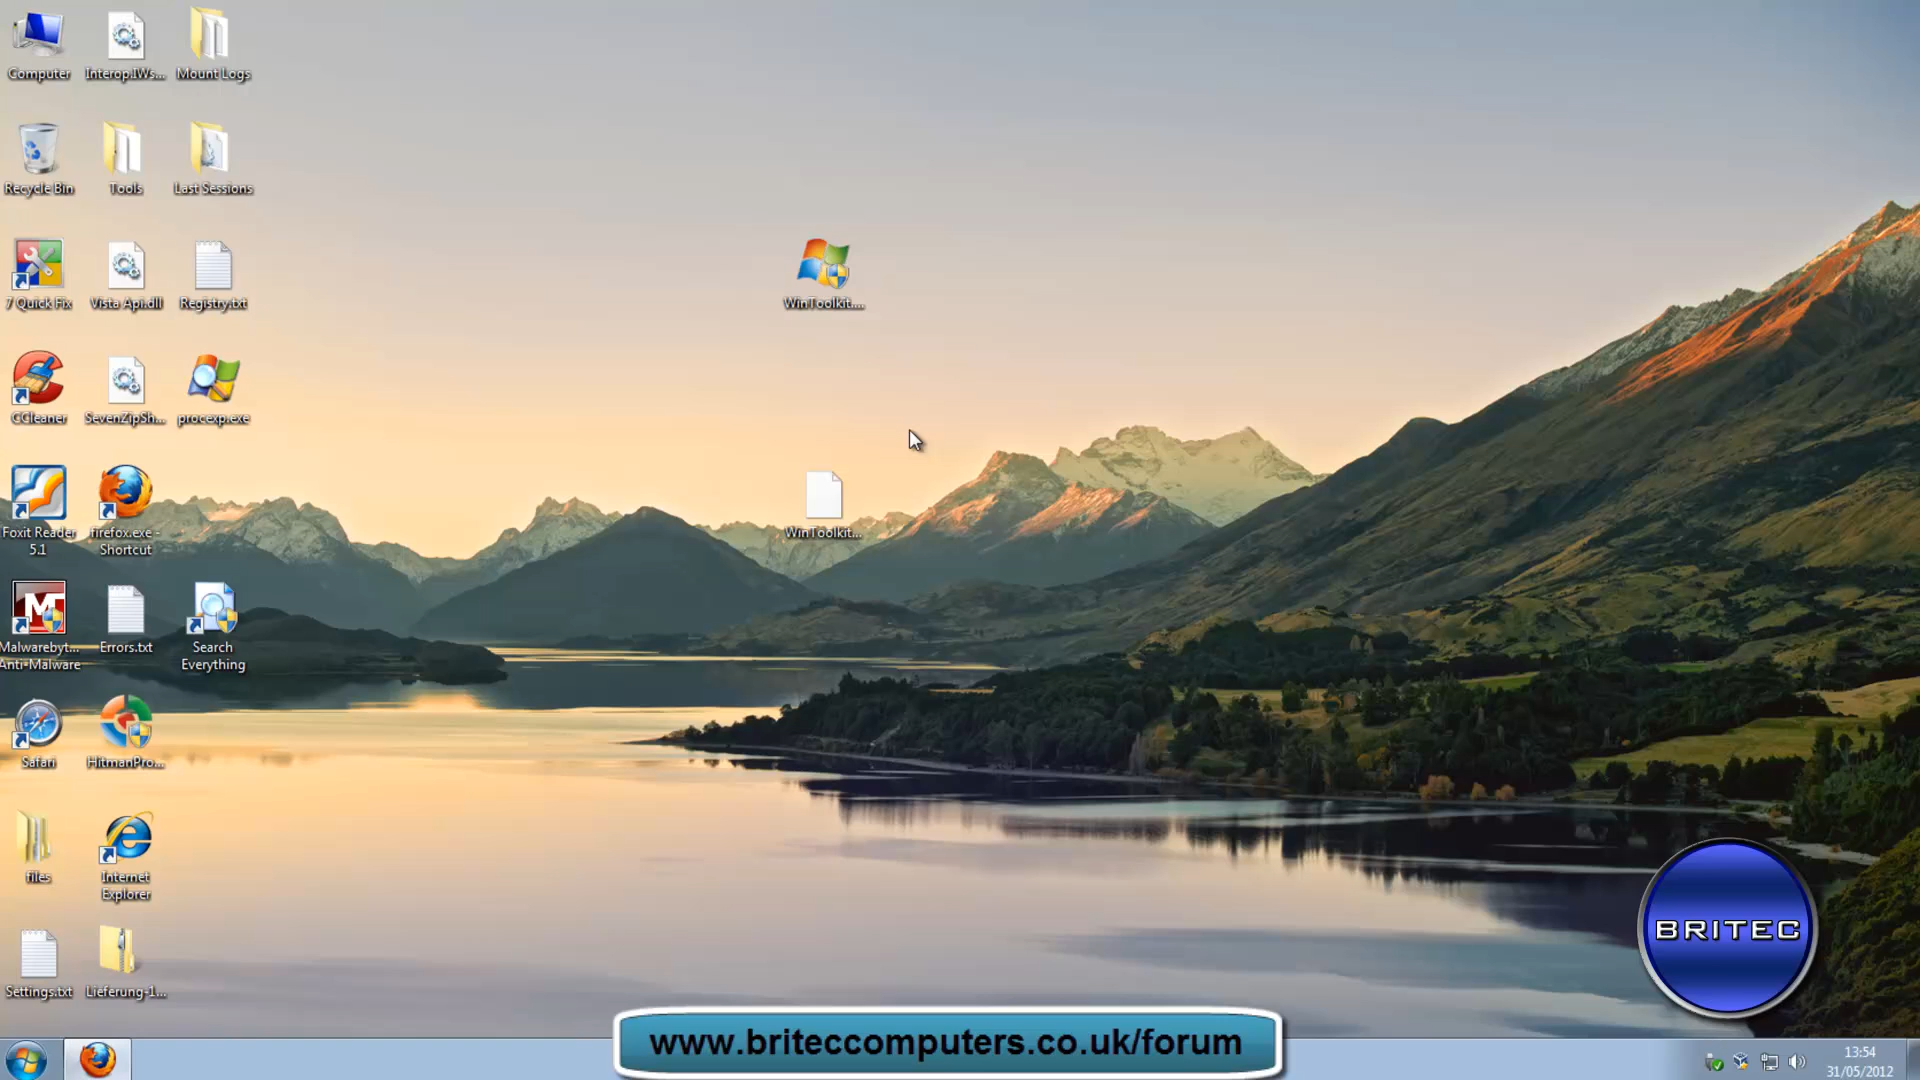 Computer
Interop.IWs...
Mount Logs
Recycle Bin
Tools
Last Sessions
7 Quick Fix
Vista Api.dll
Registry.txt
WinToolkit....
CCleaner
SevenZipSh...
procexp.exe
Foxit Reader
5.1
firefox.exe -
Shortcut
WinToolkit...
Malwarebyt...
Anti-Malware
Errors.txt
Search
Everything
Safari
HitmanPro...
files
Internet
Explorer
Settings.txt
Lieferung-1...
BRITEC
www.briteccomputers.co.uk/forum
13:54
31/05/2012